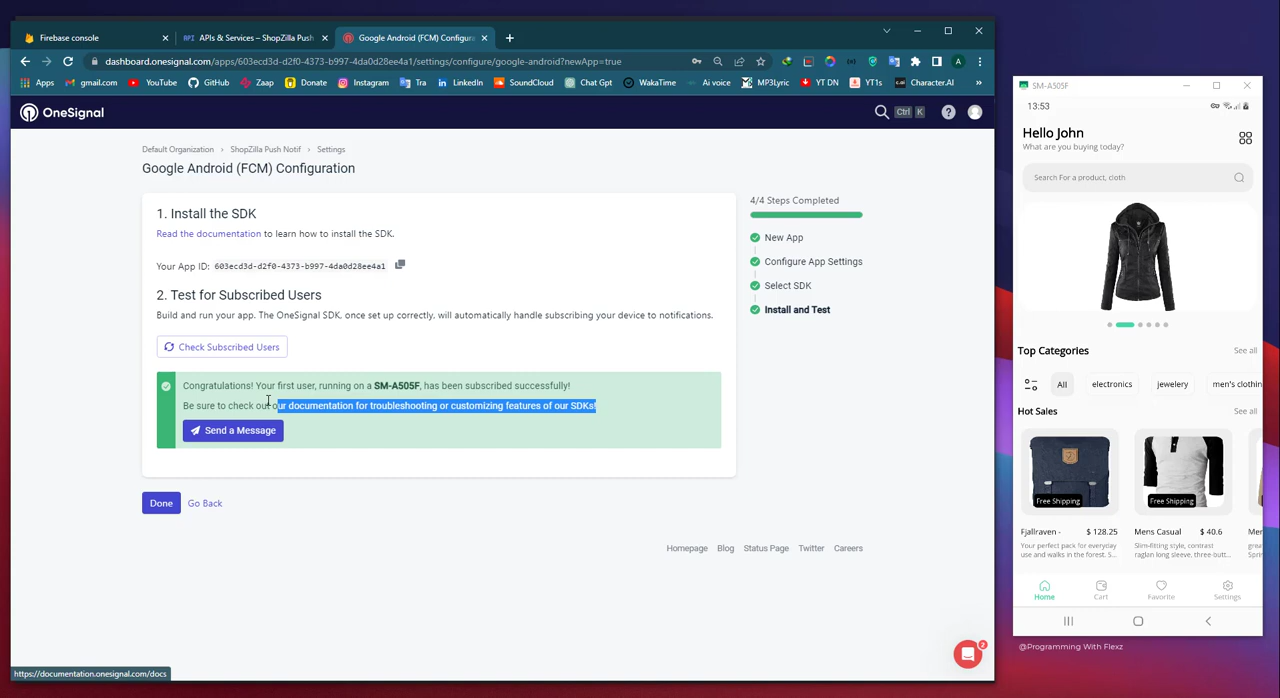 Firebase console
API APIs & Services – ShopZilla Push
Google Android (FCM) Configura
dashboard.onesignal.com/apps/603ecd3d-d2f0-4373-b997-4da0d28ee4a1/settings/configure/google-android?newApp=true
A
Apps
gmail.com
YouTube
GitHub
Zaap
Donate
Instagram
Tra
LinkedIn
SoundCloud
Chat Gpt
WakaTime
Ai voice
MP3Lyric
YT DN
YT1s
Character.AI
»
OneSignal
Ctrl K
Default Organization > ShopZilla Push Notif > Settings
Google Android (FCM) Configuration
1. Install the SDK
Read the documentation to learn how to install the SDK.
Your App ID: 603ecd3d-d2f0-4373-b997-4da0d28ee4a1
2. Test for Subscribed Users
Build and run your app. The OneSignal SDK, once set up correctly, will automatically handle subscribing your device to notifications.
Check Subscribed Users
Congratulations! Your first user, running on a SM-A505F, has been subscribed successfully!
Be sure to check out our documentation for troubleshooting or customizing features of our SDKs!
Send a Message
Done
Go Back
4/4 Steps Completed
New App
Configure App Settings
Select SDK
Install and Test
Homepage
Blog
Status Page
Twitter
Careers
2
https://documentation.onesignal.com/docs
SM-A505F
13:53
Hello John
What are you buying today?
Search For a product, cloth
Top Categories
See all
All
electronics
jewelery
men's clothin
Hot Sales
See all
Free Shipping
Free Shipping
Fjallraven - $ 128.25
Your perfect pack for everyday
use and walks in the forest. S...
Mens Casual $ 40.6
Slim-fitting style, contrast
raglan long sleeve, three-butt...
Mer
grea
Sprin
Home
Cart
Favorite
Settings
@Programming With Flexz